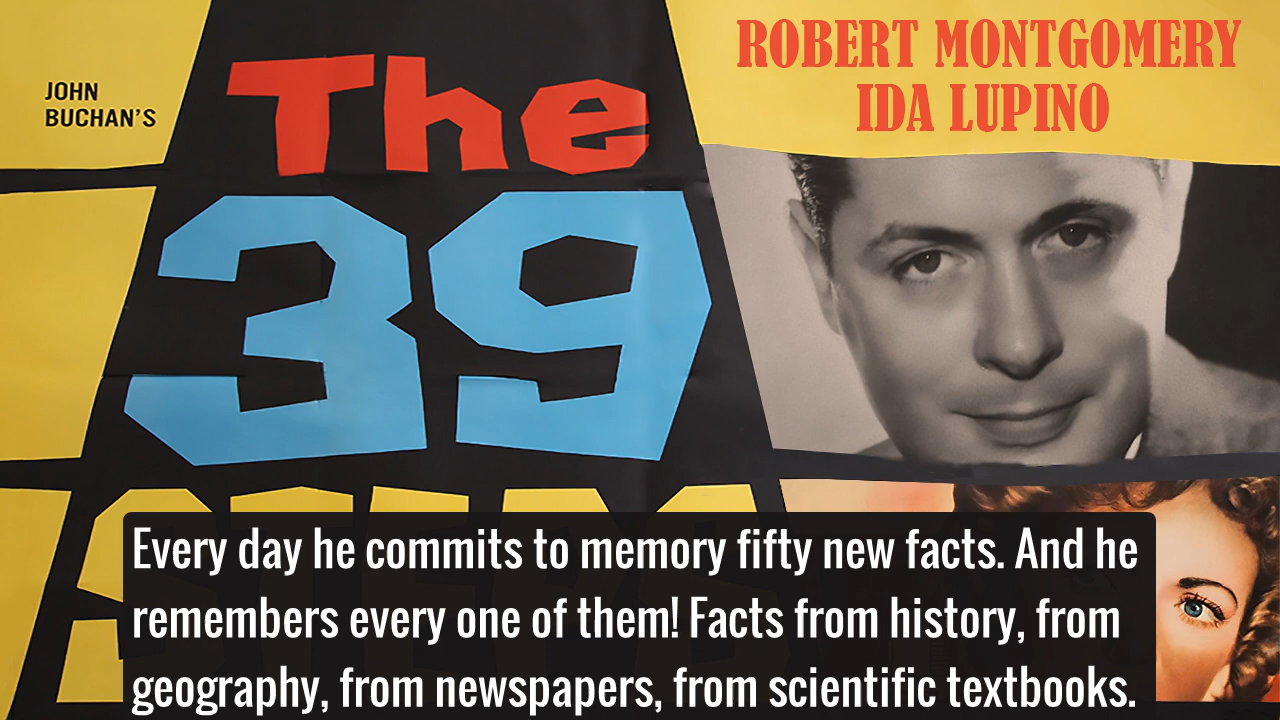 JOHN
BUCHAN'S
The
39
STEPS
ROBERT MONTGOMERY
IDA LUPINO
Every day he commits to memory fifty new facts. And he
remembers every one of them! Facts from history, from
geography, from newspapers, from scientific textbooks.